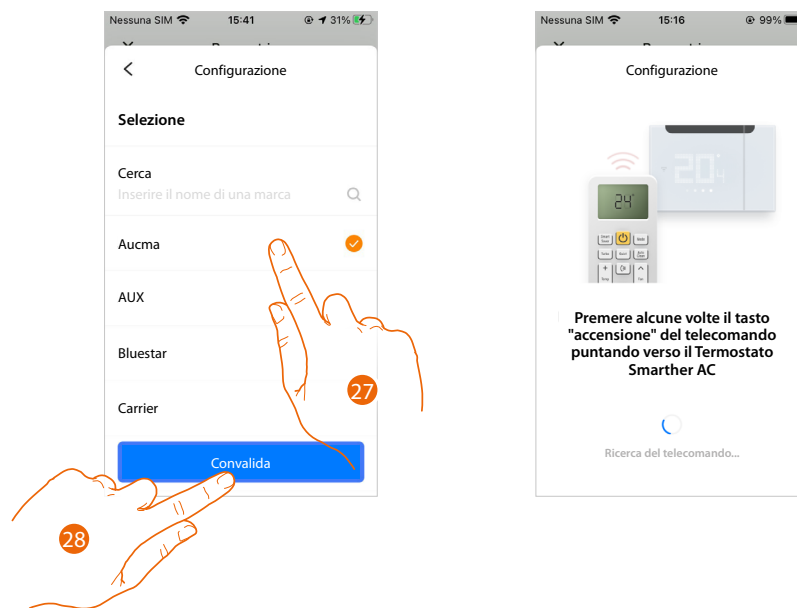 Nessuna SIM 15:41 31%
Configurazione
Selezione
Cerca
Inserire il nome di una marca
Aucma
AUX
Bluestar
Carrier
Convalida
27
28
Nessuna SIM 15:16 99%
Configurazione
20
24°
Premere alcune volte il tasto
"accensione" del telecomando
puntando verso il Termostato
Smarther AC
Ricerca del telecomando...